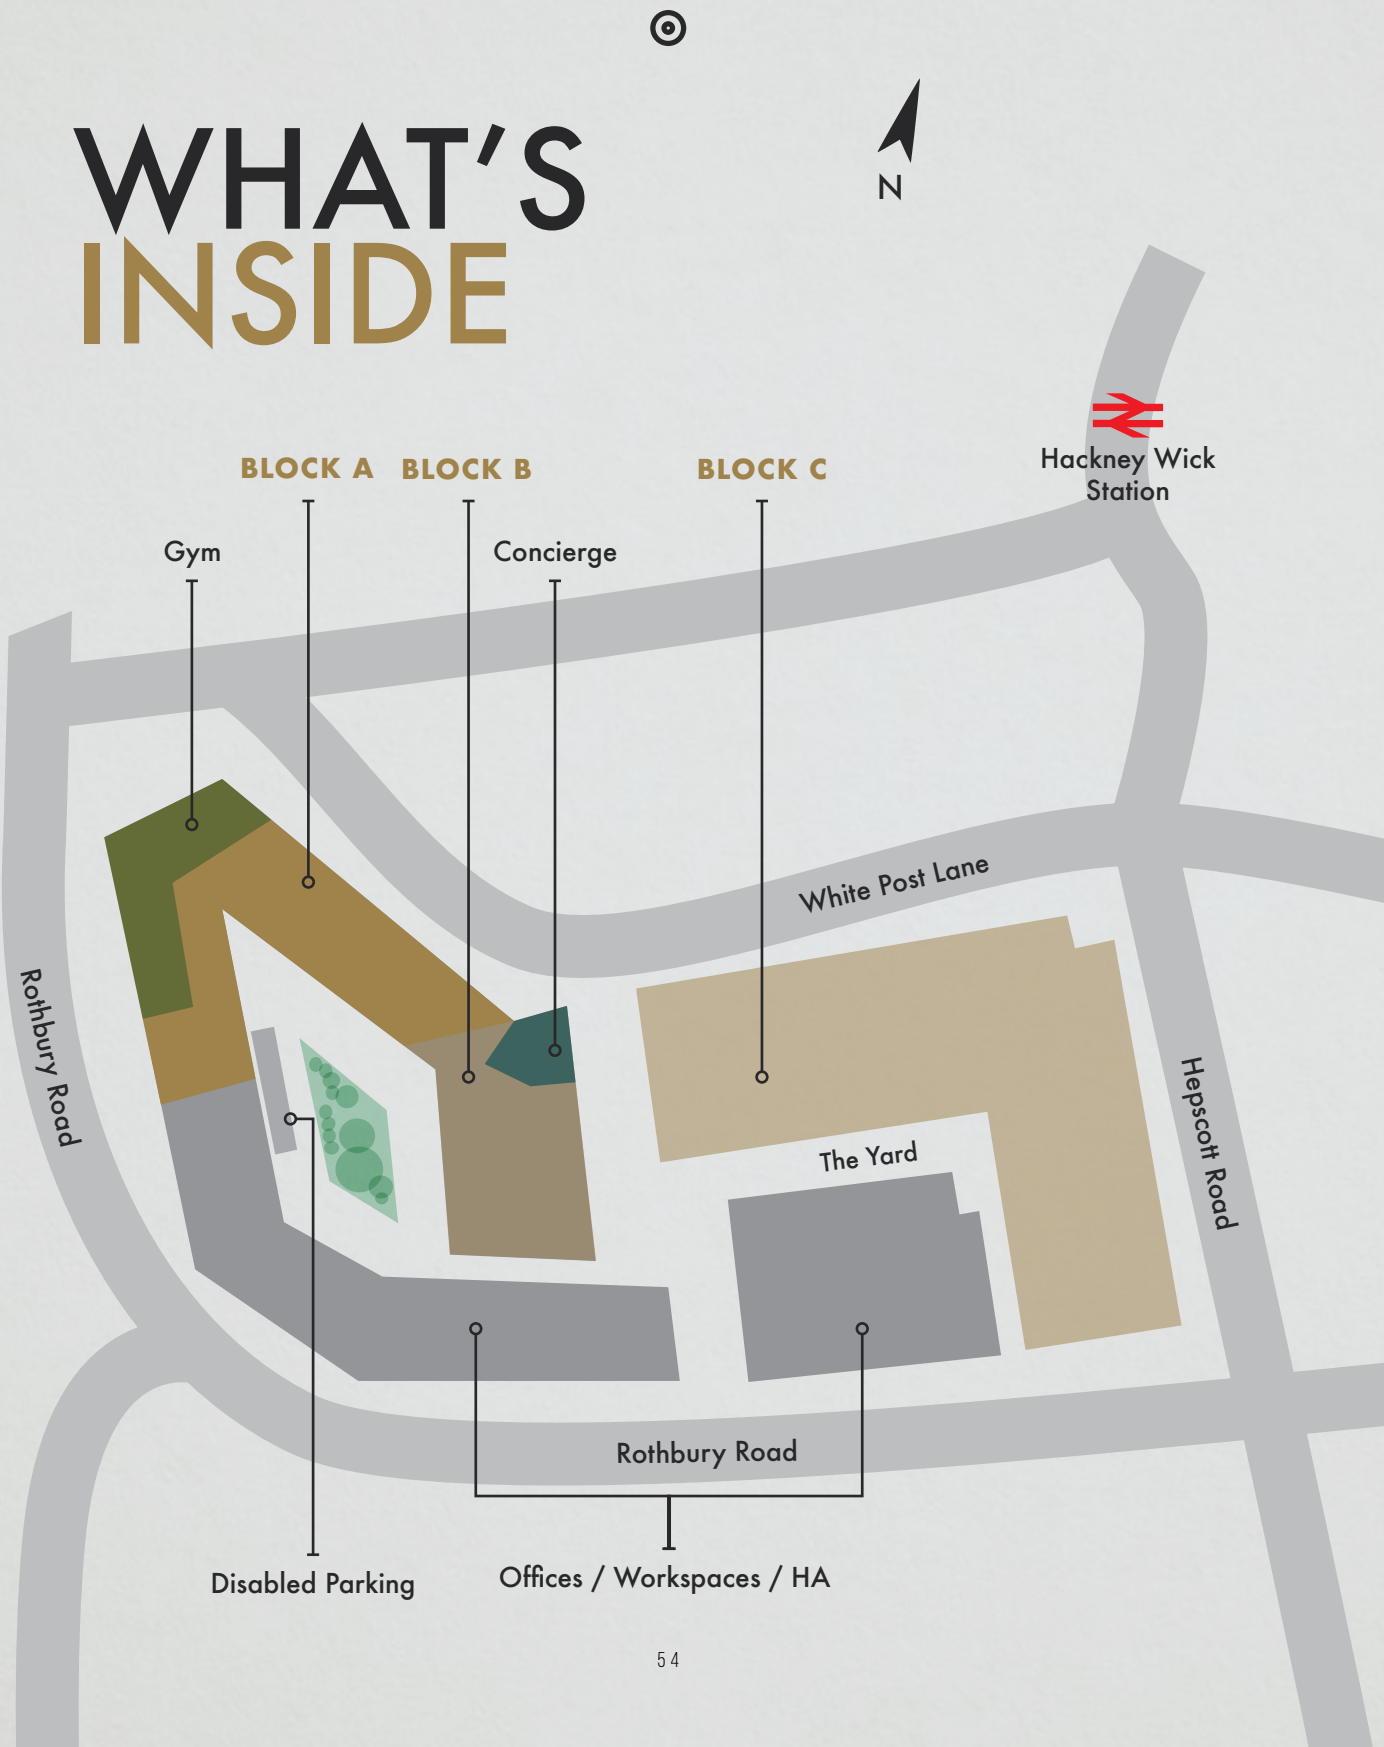 WHAT'S
INSIDE
N
BLOCK A
BLOCK B
BLOCK C
Hackney Wick
Station
Gym
Concierge
White Post Lane
Rothbury Road
Hepscott Road
The Yard
Rothbury Road
Disabled Parking
Offices / Workspaces / HA
54